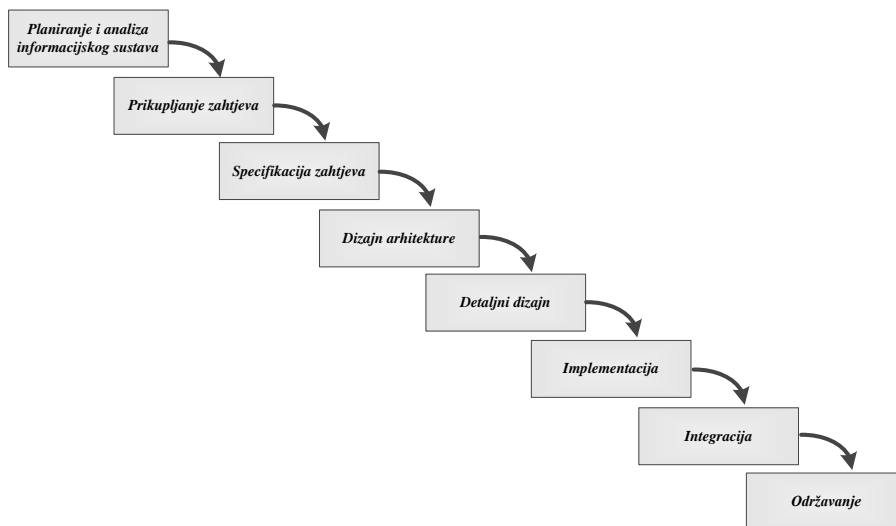 Planiranje i analiza
informacijskog sustava
Prikupljanje zahtjeva
Specifikacija zahtjeva
Dizajn arhitekture
Detaljni dizajn
Implementacija
Integracija
Održavanje